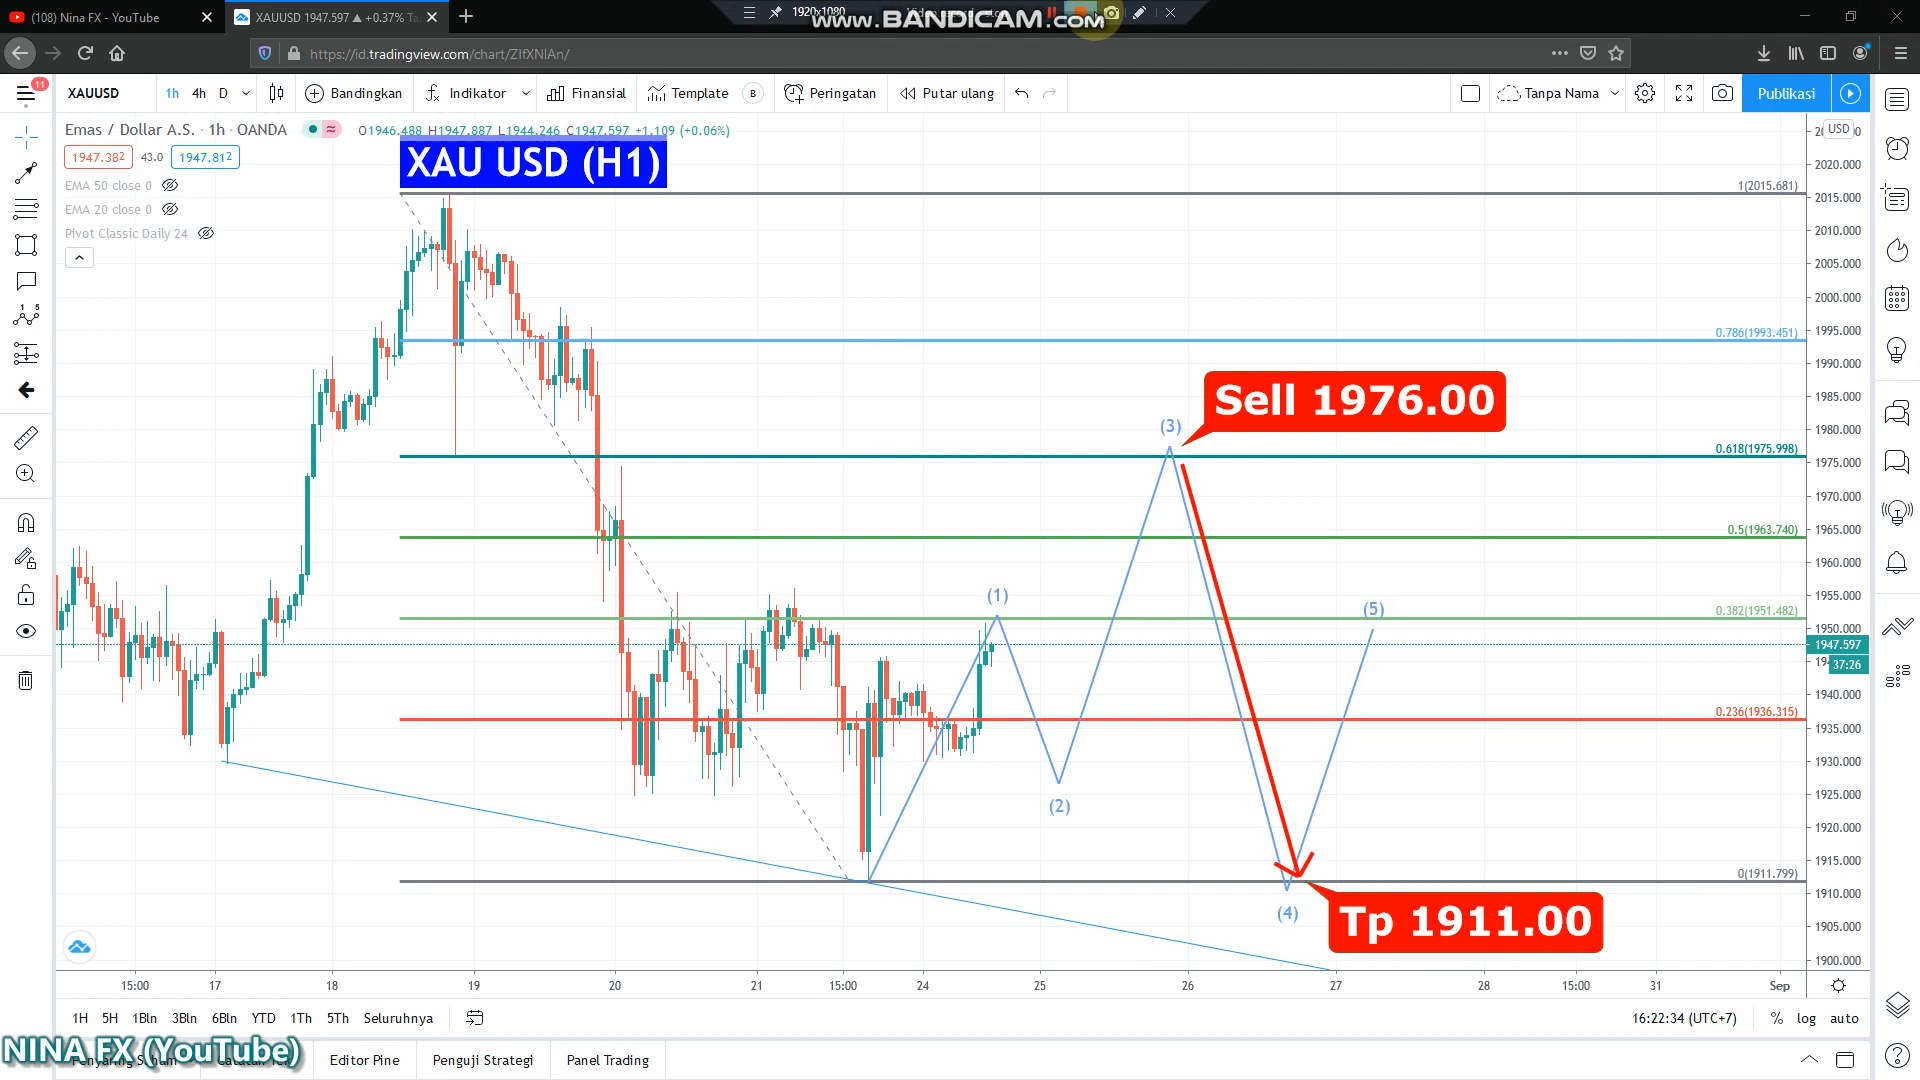 (108) Nina FX - YouTube
XAUUSD 1947.597 ▲ +0.37% Ta
1920x1080
www.BANDICAM.com
https://id.tradingview.com/chart/ZIfXNIAn/
11
XAUUSD
1h
4h
D
Bandingkan
Indikator
Finansial
Template
B
Peringatan
Putar ulang
Tanpa Nama
Publikasi
Emas / Dollar A.S. · 1h · OANDA
O1946.488 H1947.887 L1944.246 C1947.597 +1.109 (+0.06%)
1947.382
43.0
1947.812
EMA 50 close 0
EMA 20 close 0
Pivot Classic Daily 24
XAU USD (H1)
USD
2020.000
2015.000
2010.000
2005.000
2000.000
1995.000
1990.000
1985.000
1980.000
1975.000
1970.000
1965.000
1960.000
1955.000
1950.000
1947.597
37:26
1940.000
1935.000
1930.000
1925.000
1920.000
1915.000
1910.000
1905.000
1900.000
1(2015.681)
0.786(1993.451)
0.618(1975.998)
0.5(1963.740)
0.382(1951.482)
0.236(1936.315)
0(1911.799)
Sell 1976.00
(3)
(1)
(5)
(2)
(4)
Tp 1911.00
15:00
17
18
19
20
21
15:00
24
25
26
27
28
15:00
31
Sep
1H
5H
1Bln
3Bln
6Bln
YTD
1Th
5Th
Seluruhnya
16:22:34 (UTC+7)
%
log
auto
NINA FX (YouTube)
Editor Pine
Penguji Strategi
Panel Trading